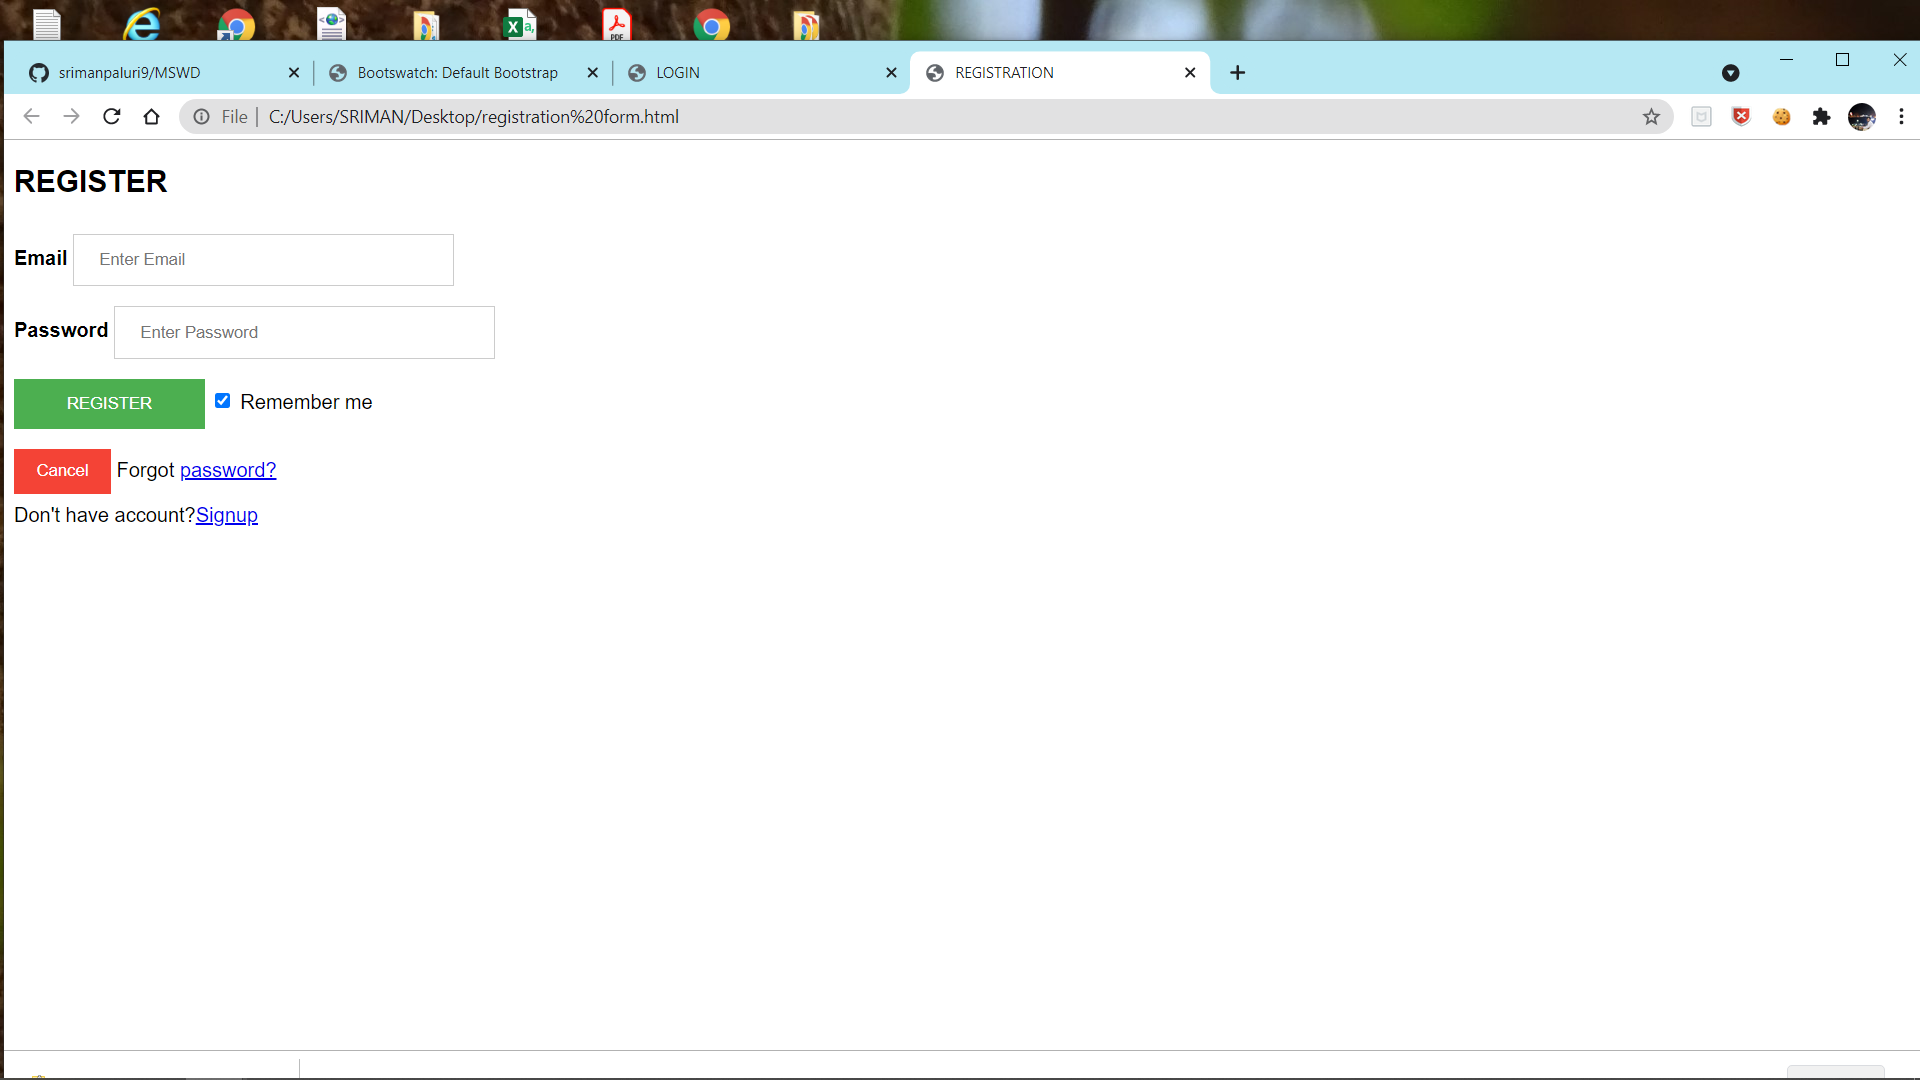 X a,
PDF
srimanpaluri9/MSWD
Bootswatch: Default Bootstrap
LOGIN
REGISTRATION
File | C:/Users/SRIMAN/Desktop/registration%20form.html
REGISTER
Email Enter Email
Password Enter Password
REGISTER Remember me
Cancel Forgot password?
Don't have account?Signup